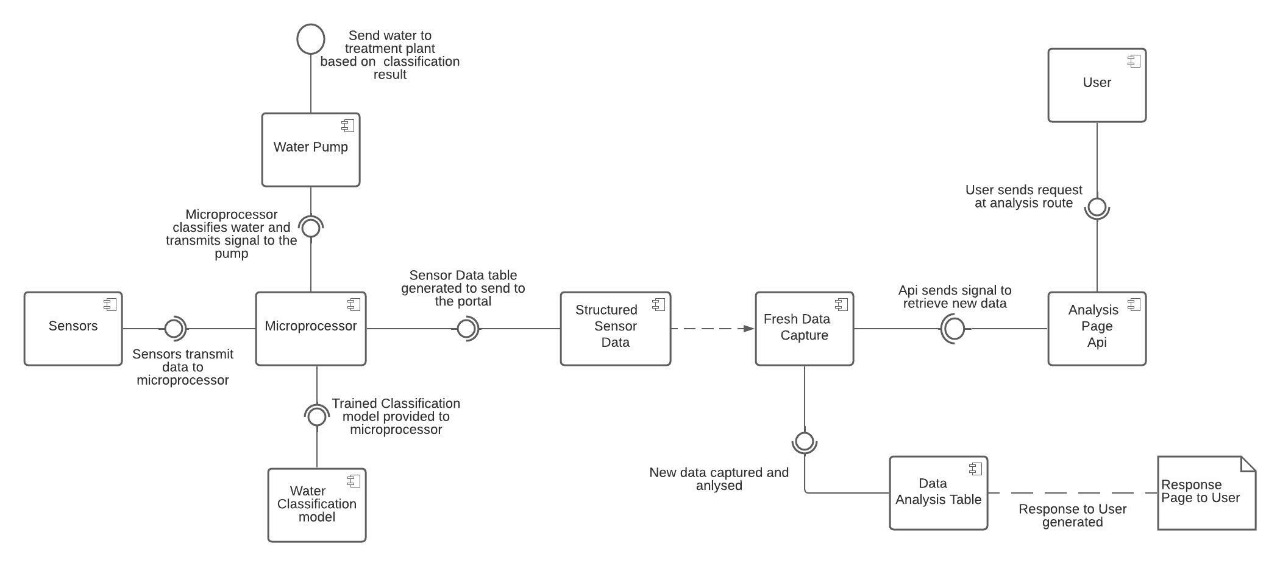 Send water to
treatment plant
based on  classification
result
User
Water Pump
User sends request
at analysis route
Microprocessor
classifies water and
transmits signal to the
pump
Sensor Data table
generated to send to
the portal
Api sends signal to
retrieve new data
Sensors
Microprocessor
Structured
Sensor
Data
Fresh Data
Capture
Analysis
Page
Api
Sensors transmit
data to
microprocessor
Trained Classification
model provided to
microprocessor
New data captured and
anlysed
Water
Classification
model
Data
Analysis Table
Response
Page to User
Response to User
generated